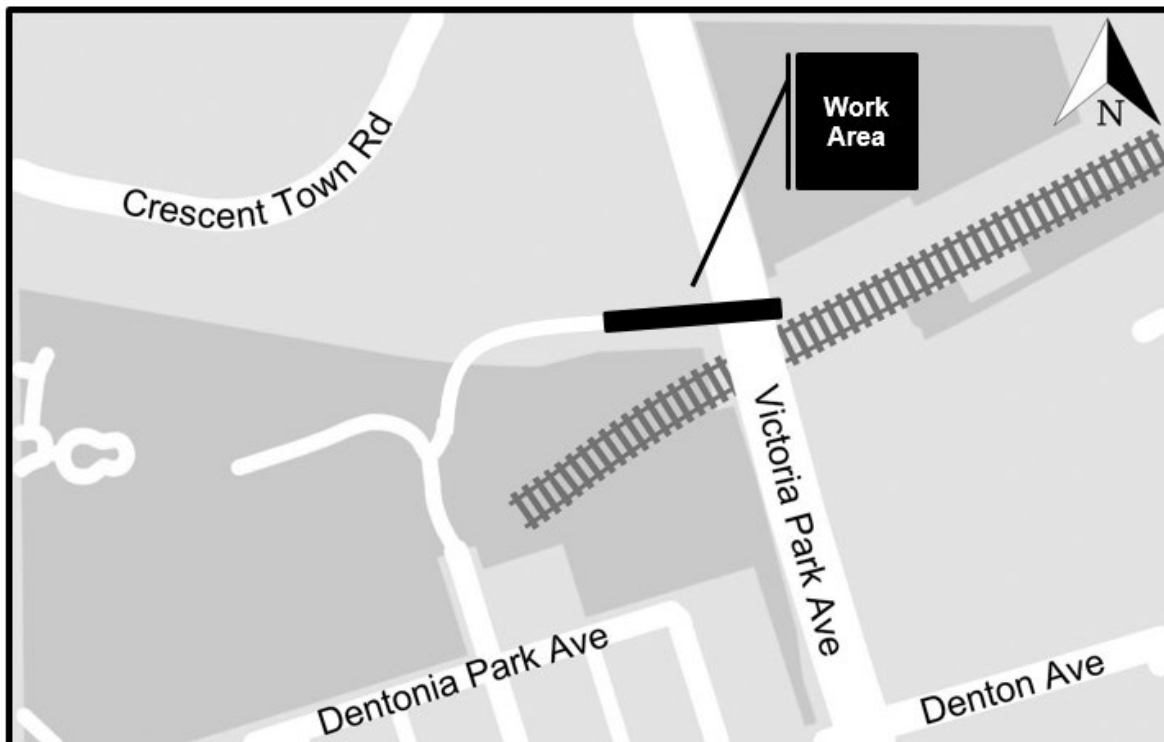 Work
Area
N
Crescent Town Rd
Victoria Park Ave
Dentonia Park Ave
Denton Ave